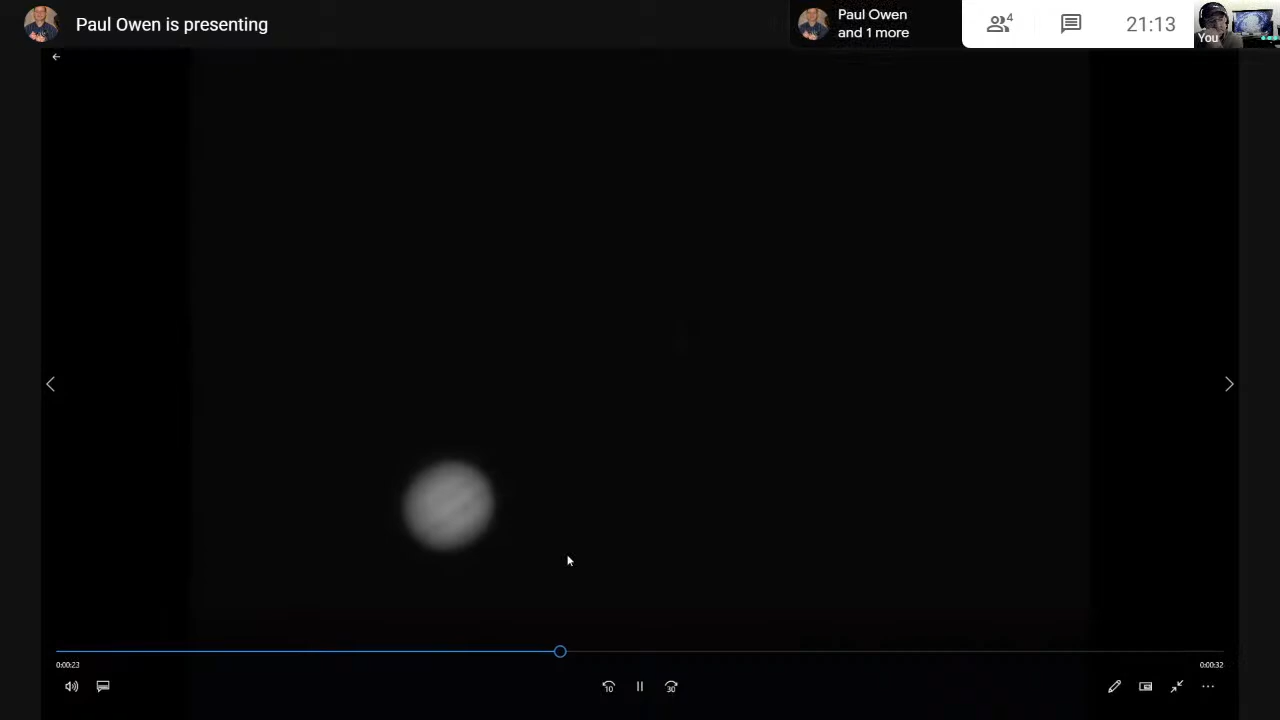 Paul Owen is presenting
Paul Owen
and 1 more
4
21:13
You
0:00:23
0:00:32
10
30